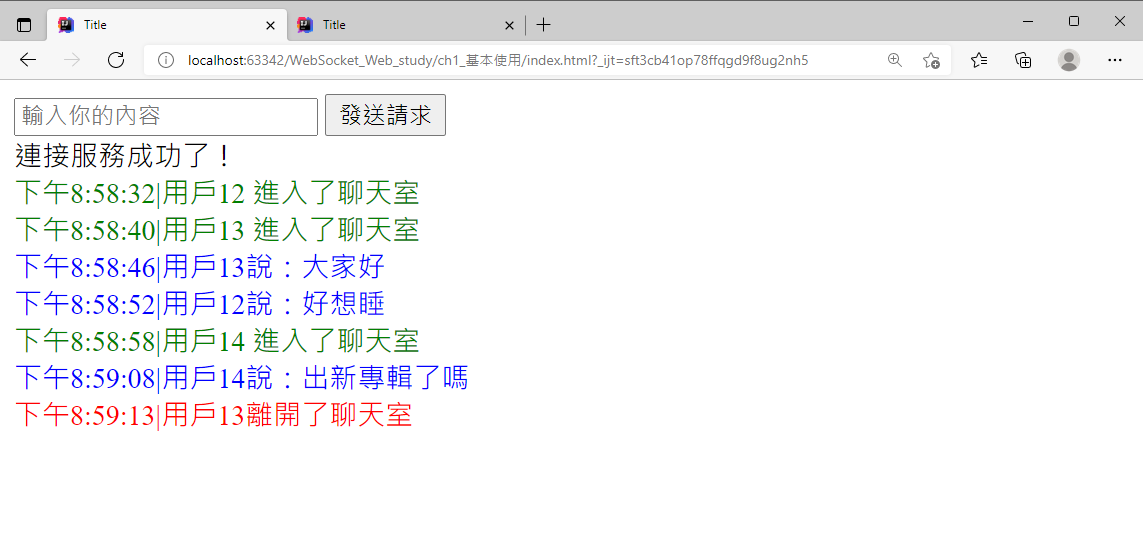 Title
Title
localhost:63342/WebSocket_Web_study/ch1_基本使用/index.html?_ijt=sft3cb41op78ffqgd9f8ug2nh5
輸入你的內容
發送請求
連接服務成功了！
下午8:58:32|用戶12 進入了聊天室
下午8:58:40|用戶13 進入了聊天室
下午8:58:46|用戶13說：大家好
下午8:58:52|用戶12說：好想睡
下午8:58:58|用戶14 進入了聊天室
下午8:59:08|用戶14說：出新專輯了嗎
下午8:59:13|用戶13離開了聊天室